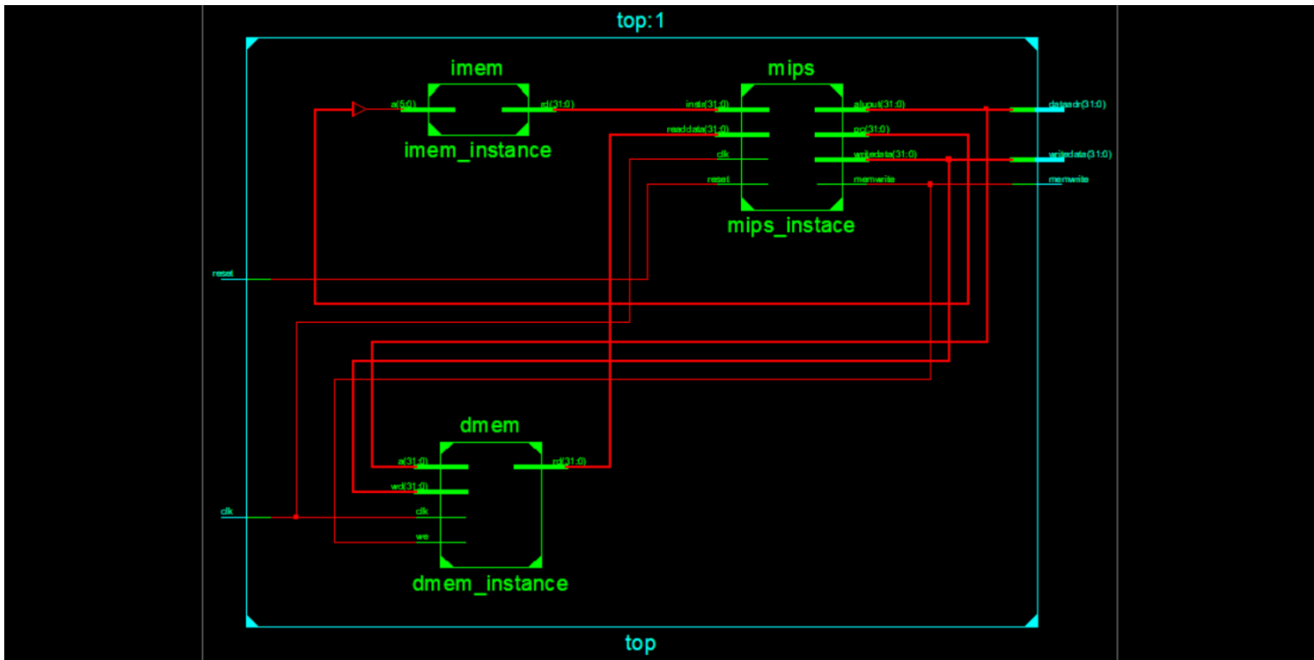 top:1
imem
a(5:0)
rd(31:0)
imem_instance
mips
instr(31:0)
readdata(31:0)
clk
reset
aluout(31:0)
pc(31:0)
writedata(31:0)
memwrite
mips_instace
dataadr(31:0)
writedata(31:0)
memwrite
reset
clk
dmem
a(31:0)
wd(31:0)
clk
we
rd(31:0)
dmem_instance
top